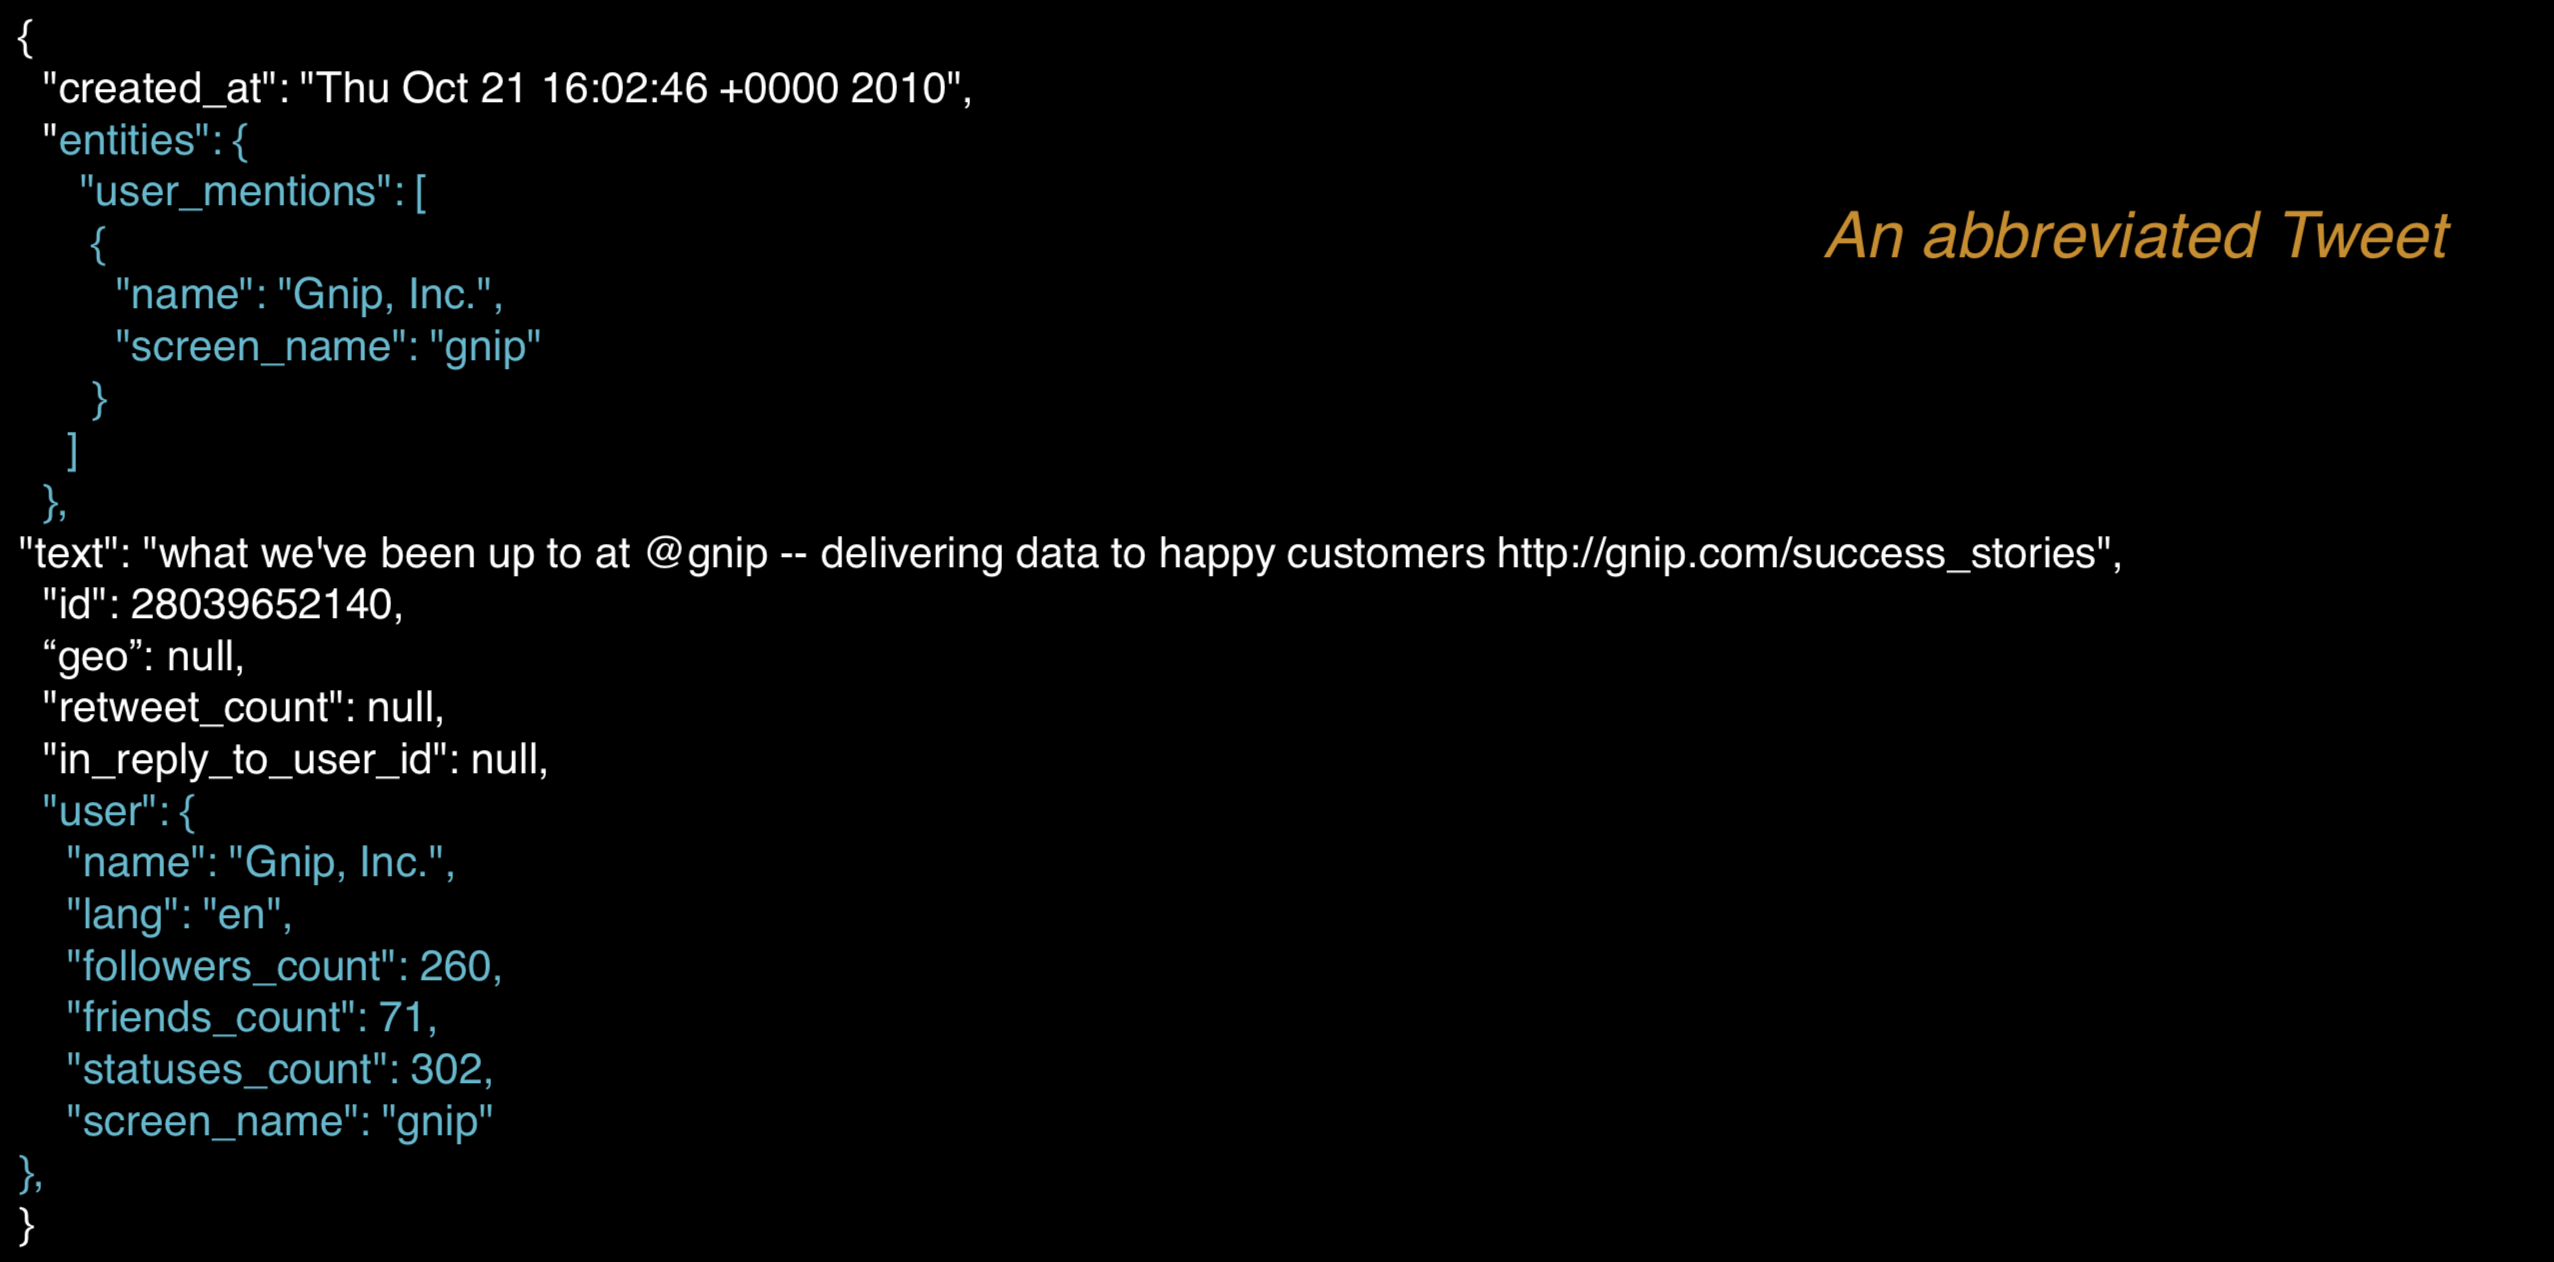 {
"created_at": "Thu Oct 21 16:02:46 +0000 2010",
"entities": {
"user_mentions": [
{
An abbreviated Tweet
"name": "Gnip, Inc.",
"screen_name": "gnip"
}
]
},
"text": "what we've been up to at @gnip -- delivering data to happy customers http://gnip.com/success_stories",
"id": 28039652140,
“geo”: null,
"retweet_count": null,
"in_reply_to_user_id": null,
"user": {
"name": "Gnip, Inc.",
"lang": "en",
"followers_count": 260,
"friends_count": 71,
"statuses_count": 302,
"screen_name": "gnip"
},
}